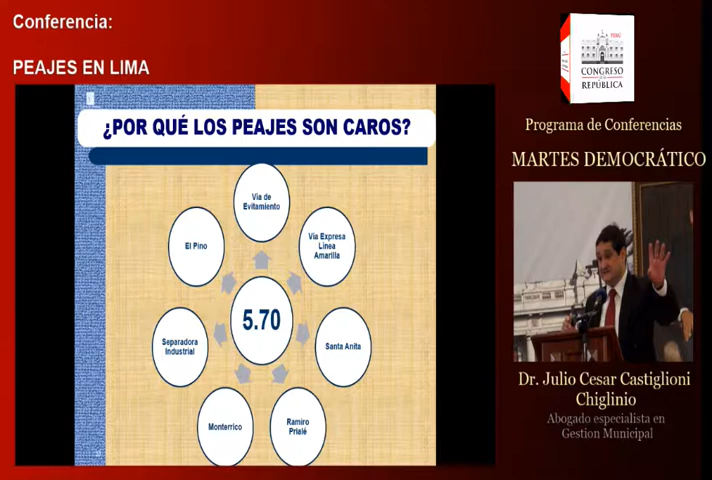 Conferencia:
PEAJES EN LIMA
¿POR QUÉ LOS PEAJES SON CAROS?
Vía de
Evitamiento
Vía Expresa
Línea
Amarilla
Santa Anita
Ramiro
Prialé
Monterrico
Separadora
Industrial
El Pino
5.70
PERÚ
CONGRESO
de la
REPÚBLICA
Programa de Conferencias
MARTES DEMOCRÁTICO
Dr. Julio Cesar Castiglioni
Chiglinio
Abogado especialista en
Gestion Municipal